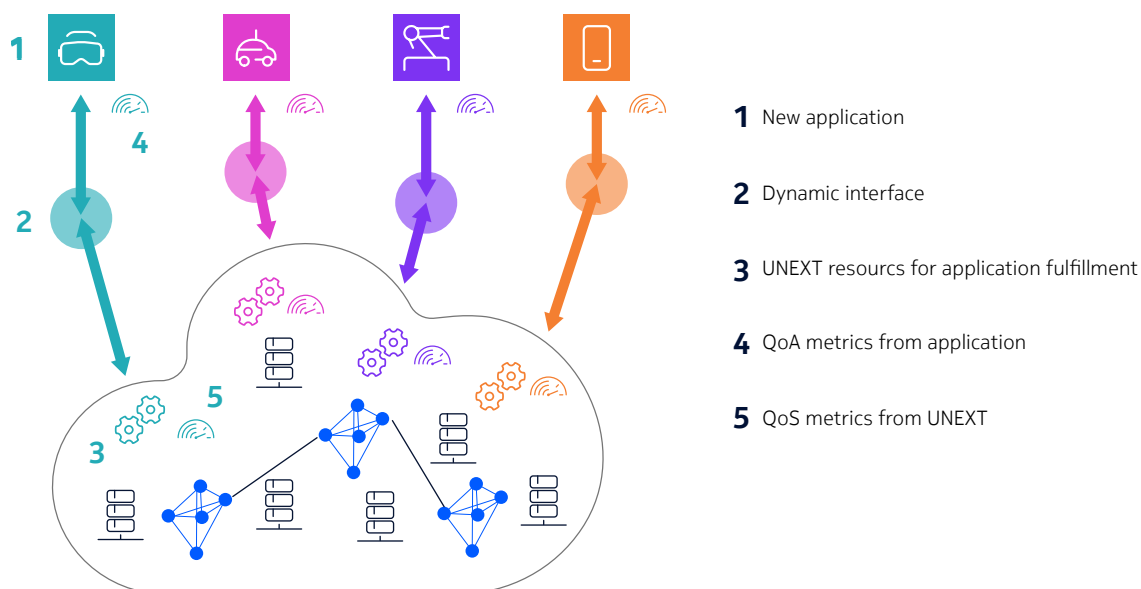 1
4
2
5
3
1 New application
2 Dynamic interface
3 UNEXT resourcs for application fulfillment
4 QoA metrics from application
5 QoS metrics from UNEXT